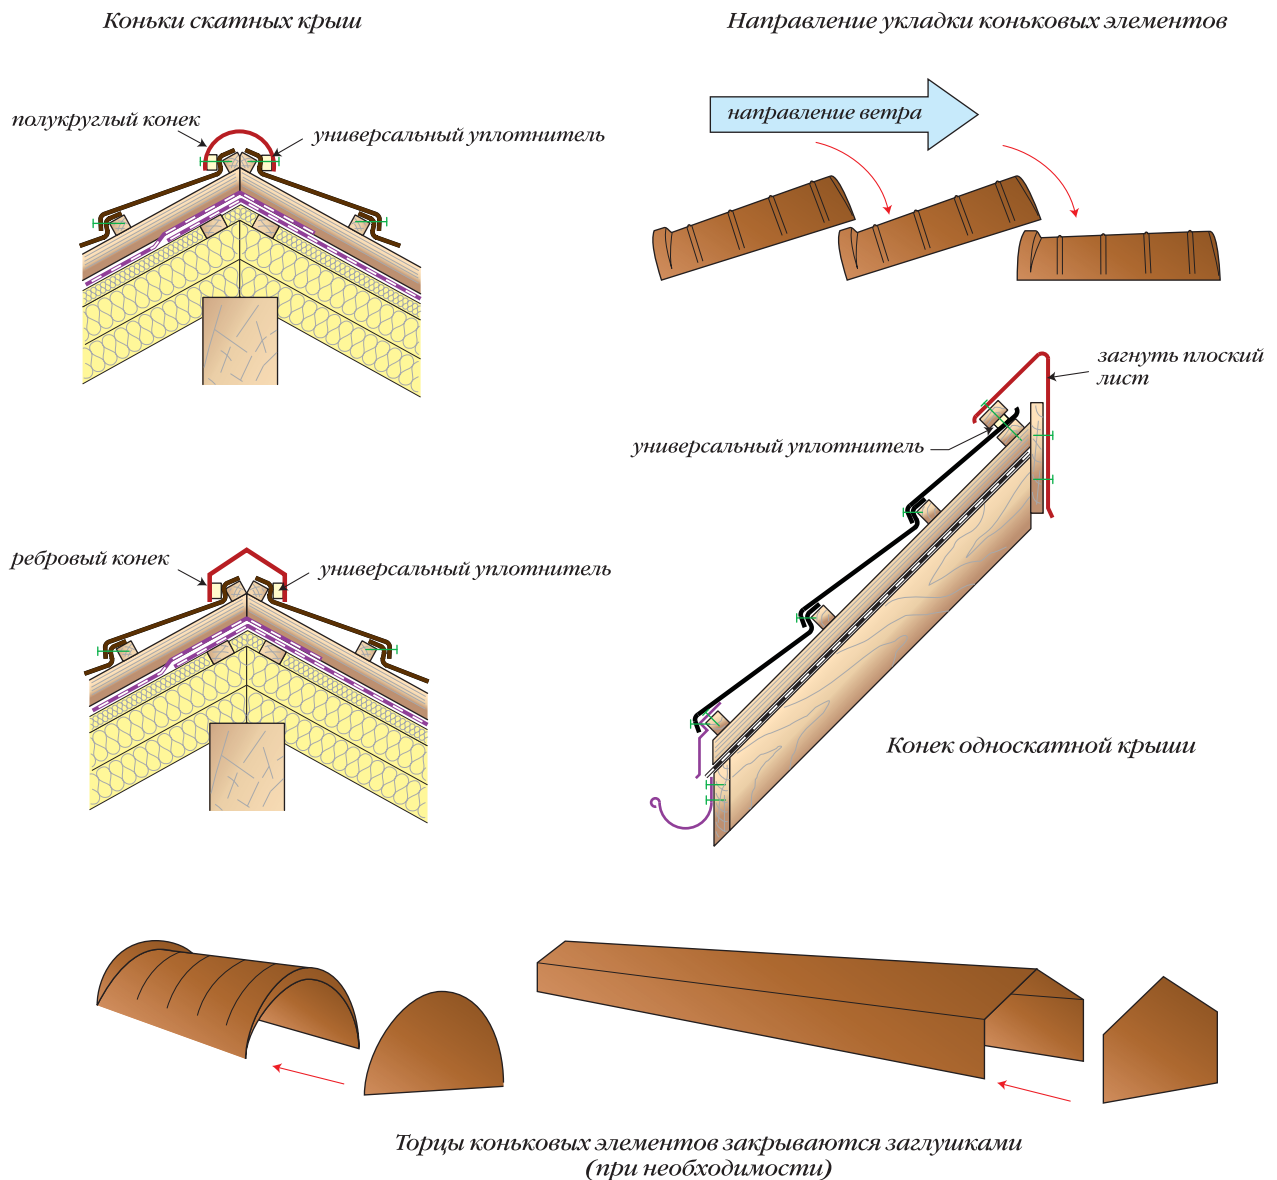 Коньки скатных крыш
Направление укладки коньковых элементов
направление ветра
полукруглый конек
универсальный уплотнитель
загнуть плоский
лист
универсальный уплотнитель
ребровый конек
универсальный уплотнитель
Конек односкатной крыши
Торцы коньковых элементов закрываются заглушками
(при необходимости)